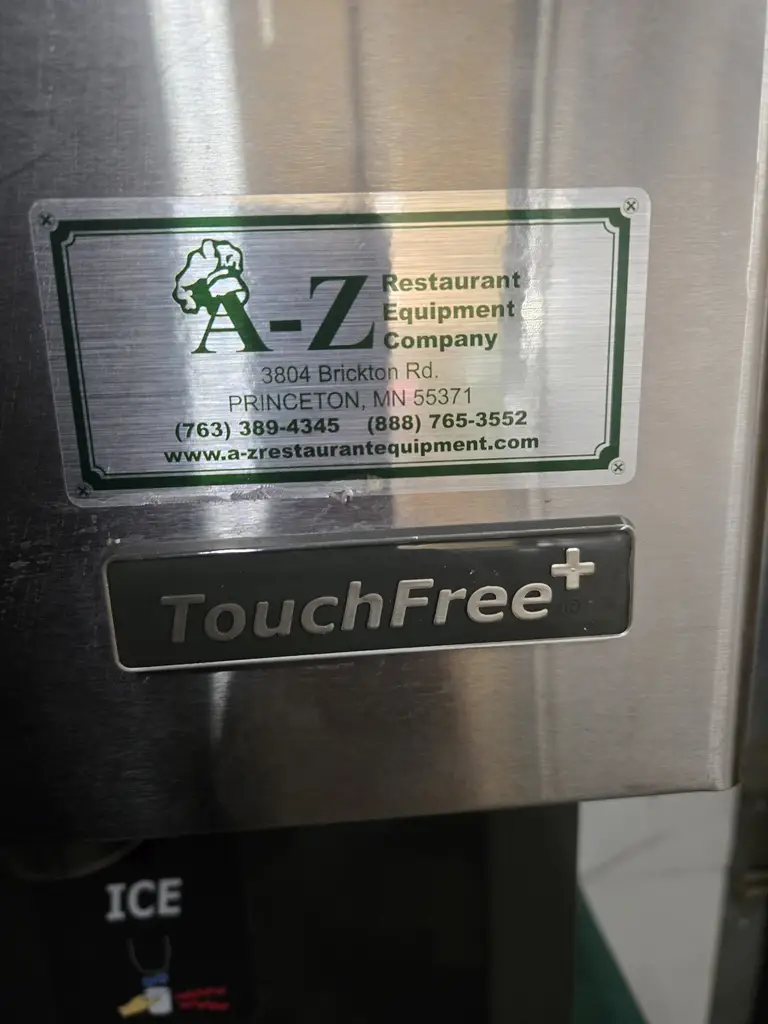 A-Z Restaurant
Equipment
Company
3804 Brickton Rd.
PRINCETON, MN 55371
(763) 389-4345 (888) 765-3552
www.a-zrestaurantequipment.com
TouchFree+®
ICE